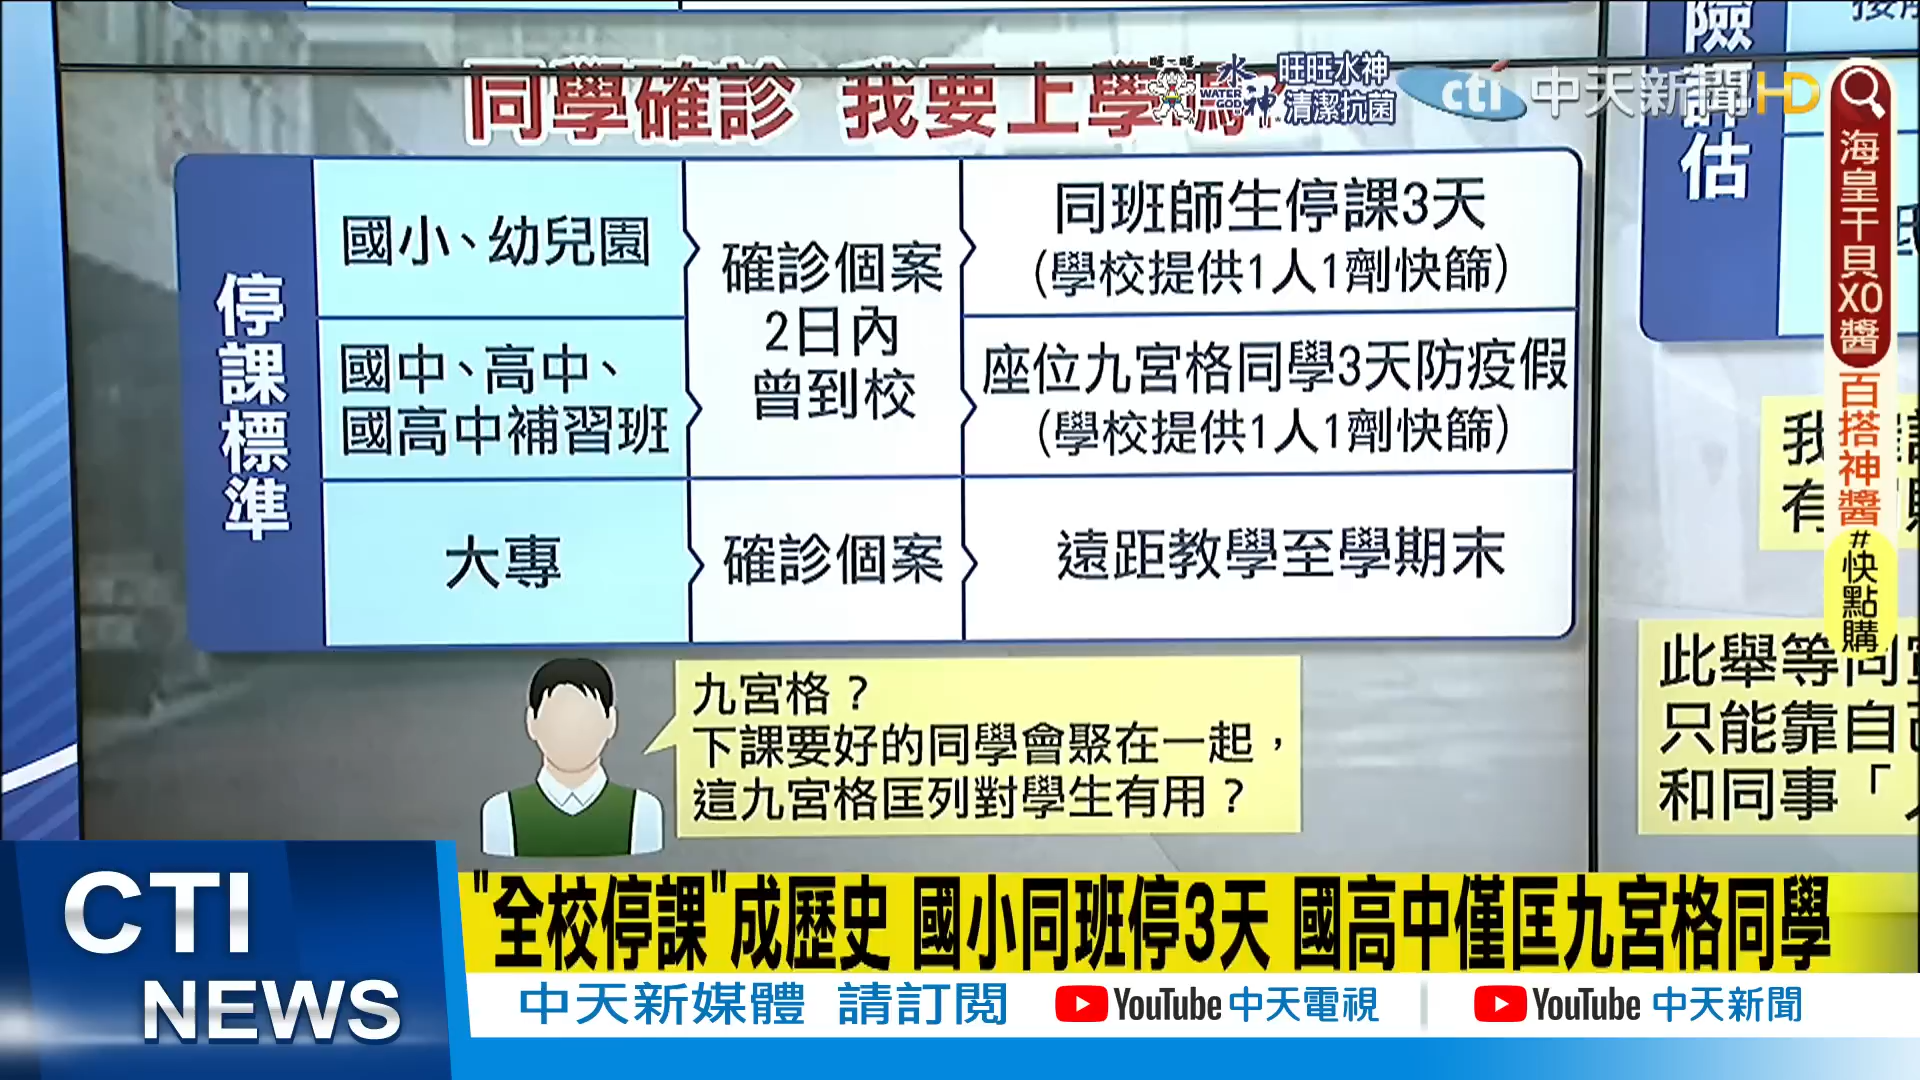 同學確診 我要上學嗎?
水神
WATER GOD
旺旺水神
清潔抗菌
cti 中天新聞HD
停課標準
國小、幼兒園
確診個案
2日內
曾到校
同班師生停課3天
(學校提供1人1劑快篩)
國中、高中、
國高中補習班
座位九宮格同學3天防疫假
(學校提供1人1劑快篩)
大專
確診個案
遠距教學至學期末
九宮格?
下課要好的同學會聚在一起,
這九宮格匡列對學生有用?
險評估
我
有
此舉等同
只能靠自己
和同事「
海皇干貝XO醬
百搭神醬
#快點購
CTI
NEWS
"全校停課"成歷史 國小同班停3天 國高中僅匡九宮格同學
中天新媒體 請訂閱 YouTube 中天電視 YouTube 中天新聞